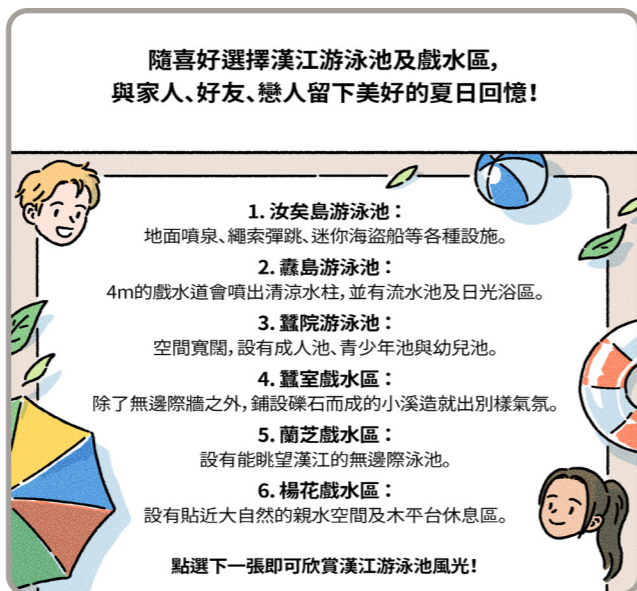 隨喜好選擇漢江游泳池及戲水區,
與家人、好友、戀人留下美好的夏日回憶!
1. 汝矣島游泳池:
地面噴泉、繩索彈跳、迷你海盜船等各種設施。
2. 纛島游泳池:
4m的戲水道會噴出清涼水柱,並有流水池及日光浴區。
3. 蠶院游泳池:
空間寬闊,設有成人池、青少年池與幼兒池。
4. 蠶室戲水區:
除了無邊際牆之外,鋪設礫石而成的小溪造就出別樣氣氛。
5. 蘭芝戲水區:
設有能眺望漢江的無邊際泳池。
6. 楊花戲水區:
設有貼近大自然的親水空間及木平台休息區。
點選下一張即可欣賞漢江游泳池風光!